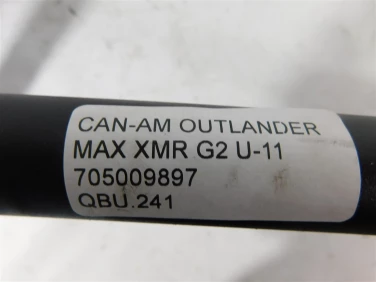 CAN-AM OUTLANDER
MAX XMR G2 U-11
705009897
QBU.241